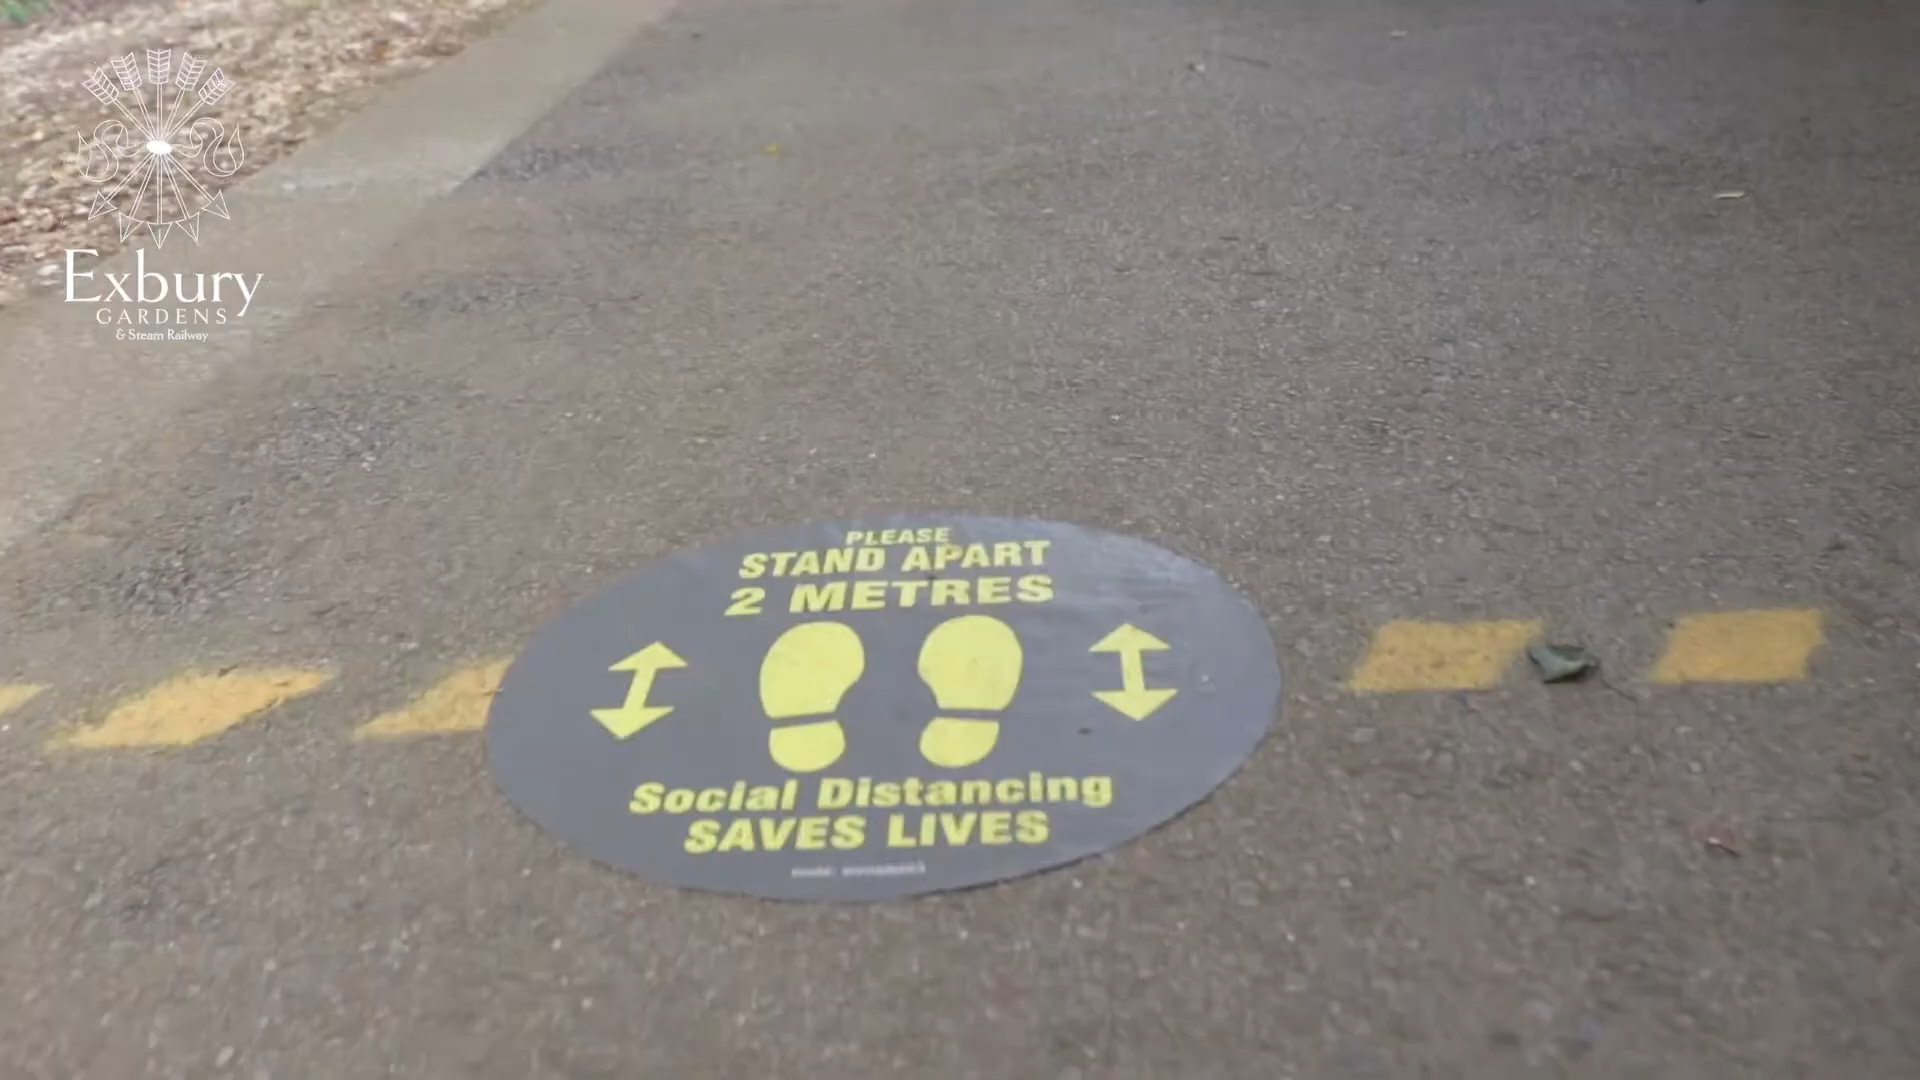 Exbury
GARDENS
& Steam Railway
PLEASE
STAND APART
2 METRES
Social Distancing
SAVES LIVES